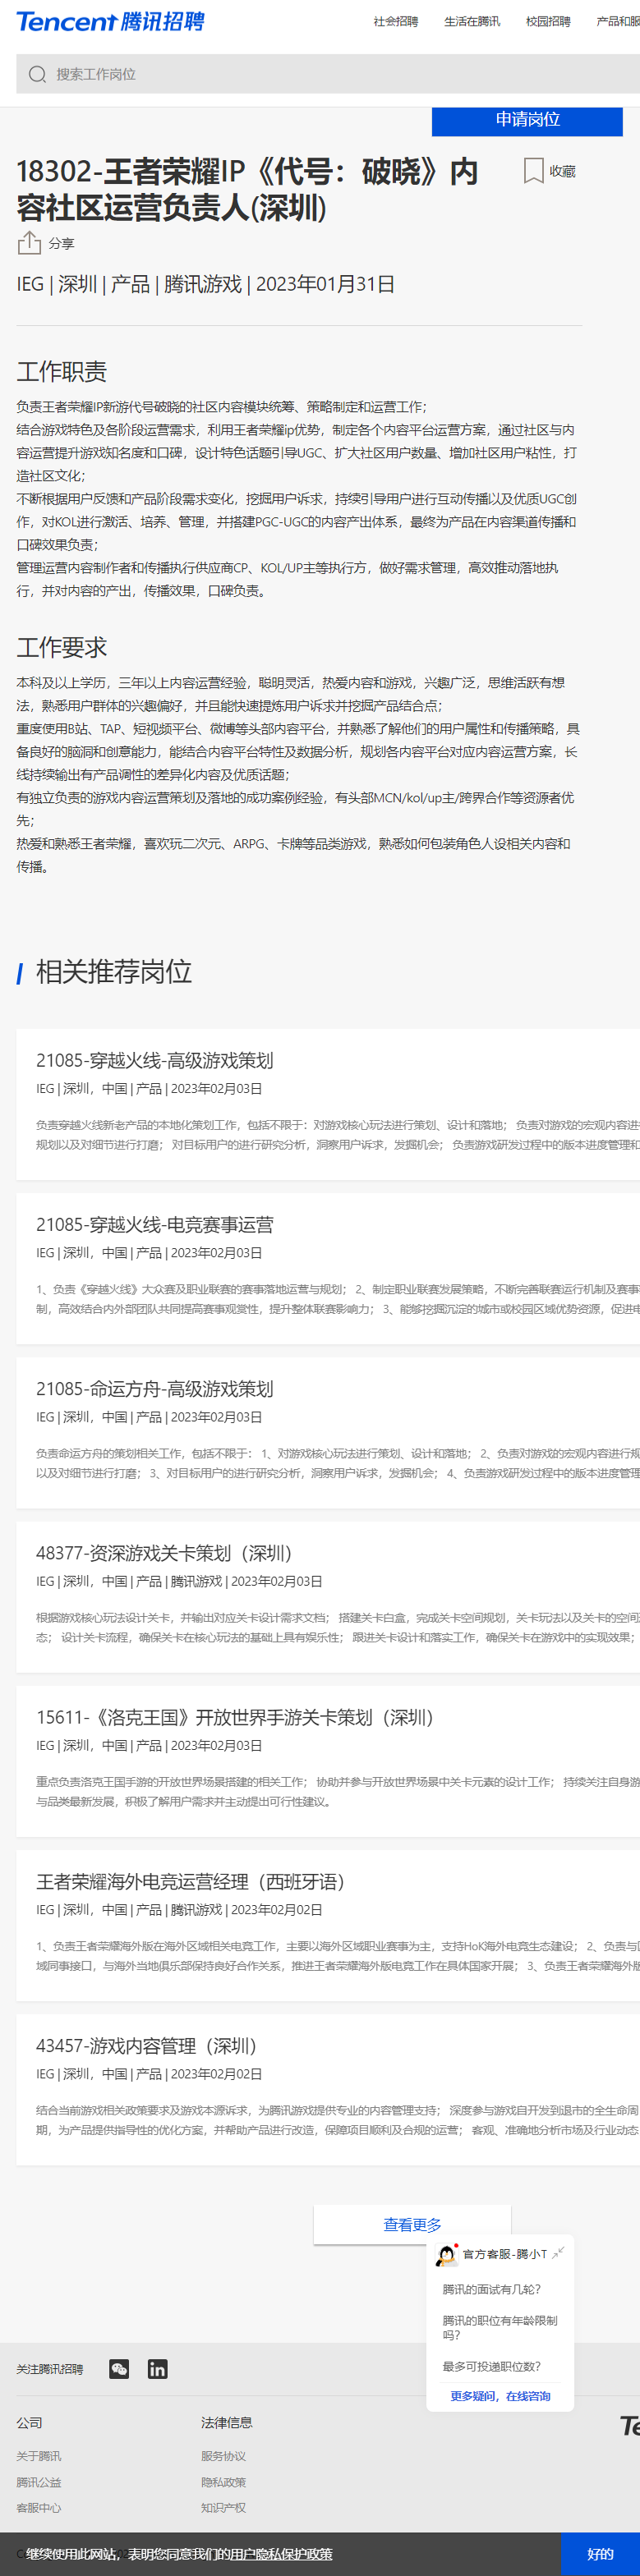 Tencent 腾讯招聘
社会招聘 生活在腾讯 校园招聘 产品和服
搜索工作岗位
申请岗位
18302-王者荣耀IP《代号：破晓》内
容社区运营负责人(深圳)
收藏
分享
IEG | 深圳 | 产品 | 腾讯游戏 | 2023年01月31日
工作职责
负责王者荣耀IP新游代号破晓的社区内容模块统筹、策略制定和运营工作；
结合游戏特色及各阶段运营需求，利用王者荣耀ip优势，制定各个内容平台运营方案，通过社区与内
容运营提升游戏知名度和口碑，设计特色话题引导UGC、扩大社区用户数量、增加社区用户粘性，打
造社区文化；
不断根据用户反馈和产品阶段需求变化，挖掘用户诉求，持续引导用户进行互动传播以及优质UGC创
作，对KOL进行激活、培养、管理，并搭建PGC-UGC的内容产出体系，最终为产品在内容渠道传播和
口碑效果负责；
管理运营内容制作者和传播执行供应商CP、KOL/UP主等执行方，做好需求管理，高效推动落地执
行，并对内容的产出，传播效果，口碑负责。
工作要求
本科及以上学历，三年以上内容运营经验，聪明灵活，热爱内容和游戏，兴趣广泛，思维活跃有想
法，熟悉用户群体的兴趣偏好，并且能快速提炼用户诉求并挖掘产品结合点；
重度使用B站、TAP、短视频平台、微博等头部内容平台，并熟悉了解他们的用户属性和传播策略，具
备良好的脑洞和创意能力，能结合内容平台特性及数据分析，规划各内容平台对应内容运营方案，长
线持续输出有产品调性的差异化内容及优质话题；
有独立负责的游戏内容运营策划及落地的成功案例经验，有头部MCN/kol/up主/跨界合作等资源者优
先；
热爱和熟悉王者荣耀，喜欢玩二次元、ARPG、卡牌等品类游戏，熟悉如何包装角色人设相关内容和
传播。
相关推荐岗位
21085-穿越火线-高级游戏策划
IEG | 深圳，中国 | 产品 | 2023年02月03日
负责穿越火线新老产品的本地化策划工作，包括不限于：对游戏核心玩法进行策划、设计和落地； 负责对游戏的宏观内容进
规划以及对细节进行打磨； 对目标用户的进行研究分析，洞察用户诉求，发掘机会； 负责游戏研发过程中的版本进度管理和
21085-穿越火线-电竞赛事运营
IEG | 深圳，中国 | 产品 | 2023年02月03日
1、负责《穿越火线》大众赛及职业联赛的赛事落地运营与规划； 2、制定职业联赛发展策略，不断完善联赛运行机制及赛事
制，高效结合内外部团队共同提高赛事观赏性，提升整体联赛影响力； 3、能够挖掘沉淀的城市或校园区域优势资源，促进电
21085-命运方舟-高级游戏策划
IEG | 深圳，中国 | 产品 | 2023年02月03日
负责命运方舟的策划相关工作，包括不限于： 1、对游戏核心玩法进行策划、设计和落地； 2、负责对游戏的宏观内容进行规
以及对细节进行打磨； 3、对目标用户的进行研究分析，洞察用户诉求，发掘机会； 4、负责游戏研发过程中的版本进度管理
48377-资深游戏关卡策划（深圳）
IEG | 深圳，中国 | 产品 | 腾讯游戏 | 2023年02月03日
根据游戏核心玩法设计关卡，并输出对应关卡设计需求文档； 搭建关卡白盒，完成关卡空间规划，关卡玩法以及关卡的空间
态； 设计关卡流程，确保关卡在核心玩法的基础上具有娱乐性； 跟进关卡设计和落实工作，确保关卡在游戏中的实现效果；
15611-《洛克王国》开放世界手游关卡策划（深圳）
IEG | 深圳，中国 | 产品 | 2023年02月03日
重点负责洛克王国手游的开放世界场景搭建的相关工作； 协助并参与开放世界场景中关卡元素的设计工作； 持续关注自身游
与品类最新发展，积极了解用户需求并主动提出可行性建议。
王者荣耀海外电竞运营经理（西班牙语）
IEG | 深圳，中国 | 产品 | 腾讯游戏 | 2023年02月02日
1、负责王者荣耀海外版在海外区域相关电竞工作，主要以海外区域职业赛事为主，支持HoK海外电竞生态建设； 2、负责与区
域同事接口，与海外当地俱乐部保持良好合作关系，推进王者荣耀海外版电竞工作在具体国家开展； 3、负责王者荣耀海外版
43457-游戏内容管理（深圳）
IEG | 深圳，中国 | 产品 | 2023年02月02日
结合当前游戏相关政策要求及游戏本源诉求，为腾讯游戏提供专业的内容管理支持； 深度参与游戏自开发到退市的全生命周
期，为产品提供指导性的优化方案，并帮助产品进行改造，保障项目顺利及合规的运营； 客观、准确地分析市场及行业动态
查看更多
官方客服-腾小T
腾讯的面试有几轮？
腾讯的职位有年龄限制
吗？
最多可投递职位数？
更多疑问，在线咨询
关注腾讯招聘
公司 法律信息
关于腾讯 服务协议
腾讯公益 隐私政策
客服中心 知识产权
继续使用此网站，表明您同意我们的用户隐私保护政策 好的